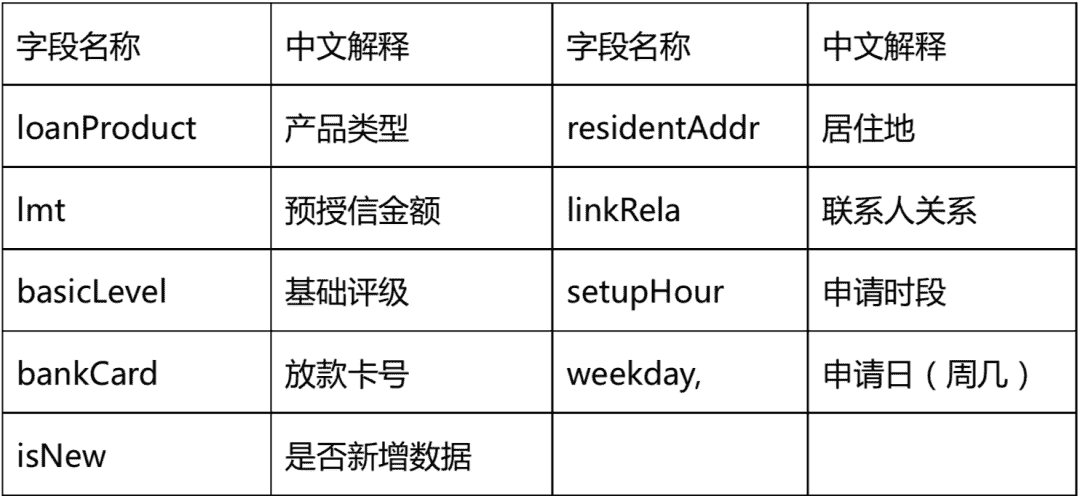 字段名称 中文解释 字段名称 中文解释
loanProduct 产品类型 residentAddr 居住地
lmt 预授信金额 linkRela 联系人关系
basicLevel 基础评级 setupHour 申请时段
bankCard 放款卡号 weekday, 申请日（周几）
isNew 是否新增数据